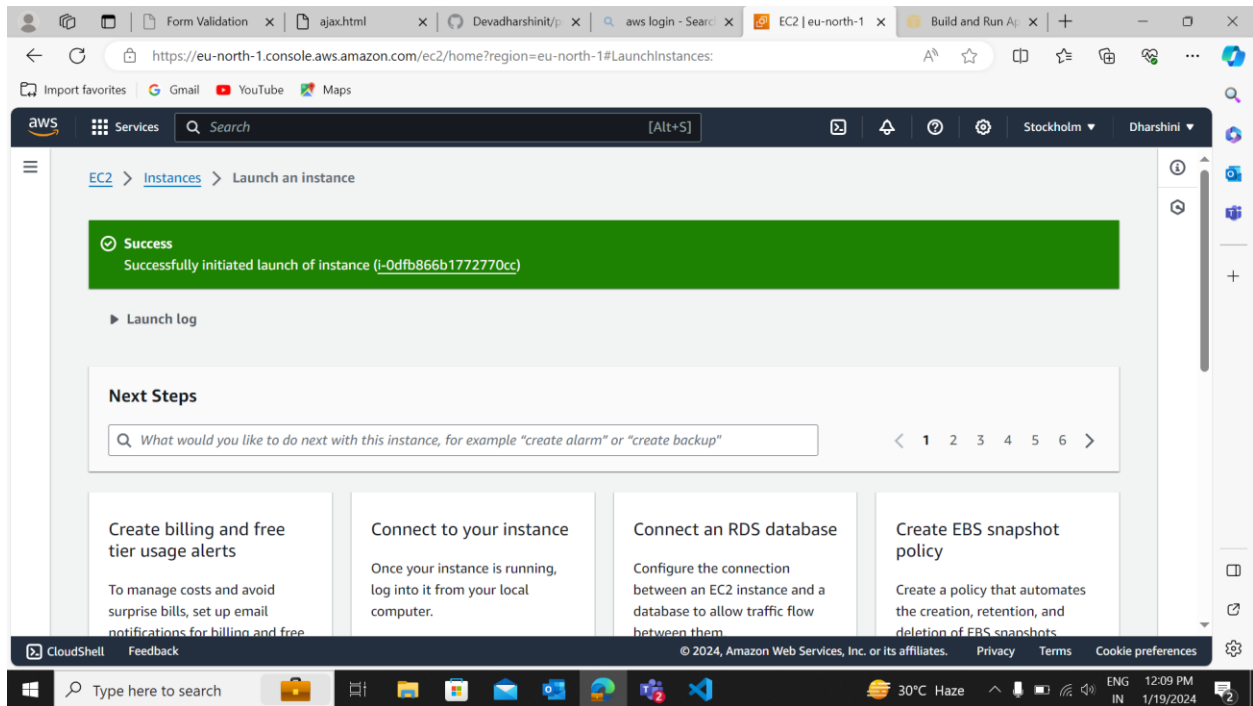 Form Validation
ajax.html
Devadharshinit/p
aws login - Searc
EC2 | eu-north-1
Build and Run Ap
https://eu-north-1.console.aws.amazon.com/ec2/home?region=eu-north-1#LaunchInstances:
Import favorites
Gmail
YouTube
Maps
aws
Services
Search
[Alt+S]
Stockholm
Dharshini
EC2 > Instances > Launch an instance
Success
Successfully initiated launch of instance (i-0dfb866b1772770cc)
Launch log
Next Steps
What would you like to do next with this instance, for example “create alarm” or “create backup”
1 2 3 4 5 6
Create billing and free
tier usage alerts
To manage costs and avoid
surprise bills, set up email
notifications for billing and free
Connect to your instance
Once your instance is running,
log into it from your local
computer.
Connect an RDS database
Configure the connection
between an EC2 instance and a
database to allow traffic flow
between them.
Create EBS snapshot
policy
Create a policy that automates
the creation, retention, and
deletion of EBS snapshots
CloudShell
Feedback
© 2024, Amazon Web Services, Inc. or its affiliates.
Privacy
Terms
Cookie preferences
Type here to search
2
30°C Haze
ENG
IN
12:09 PM
1/19/2024
2